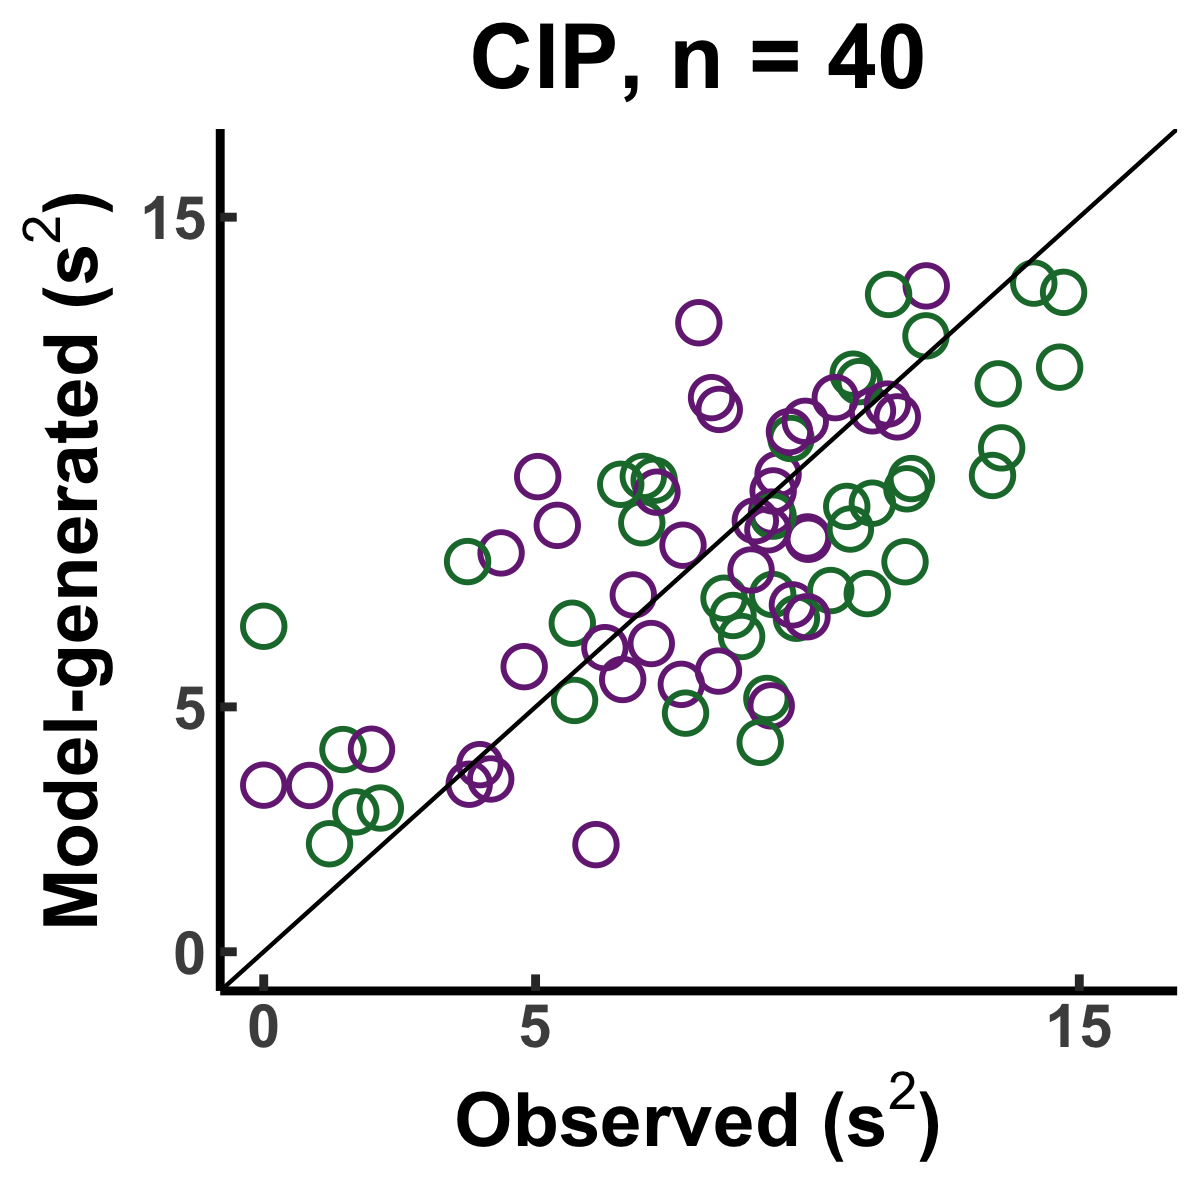 CIP, n = 40
Model-generated (s²)
15
5
0
0 5 15
Observed (s²)